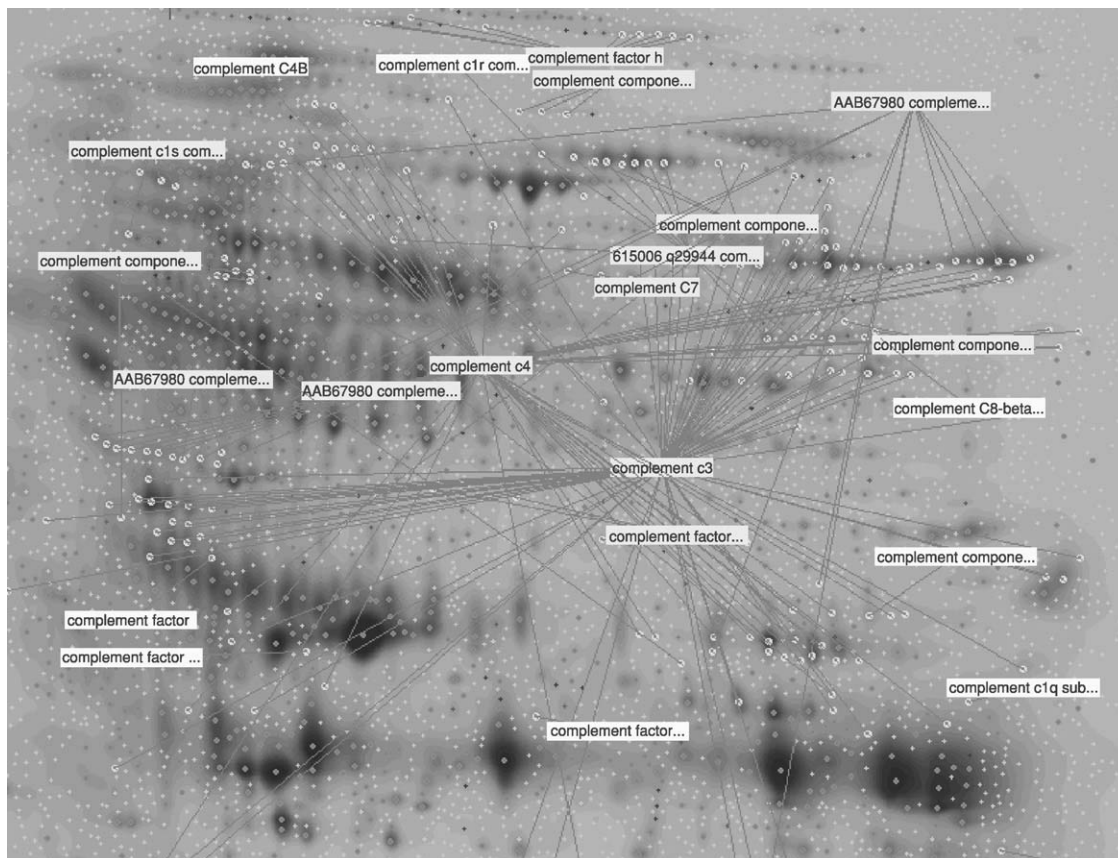 complement factor h
complement C4B
complement c1r com...
complement compone...
AAB67980 compleme...
complement c1s com...
complement compone...
615006 q29944 com...
complement compone...
complement C7
complement compone...
complement c4
AAB67980 compleme...
AAB67980 compleme...
complement C8-beta...
complement c3
complement factor...
complement compone...
complement factor
complement factor ...
complement c1q sub...
complement factor...